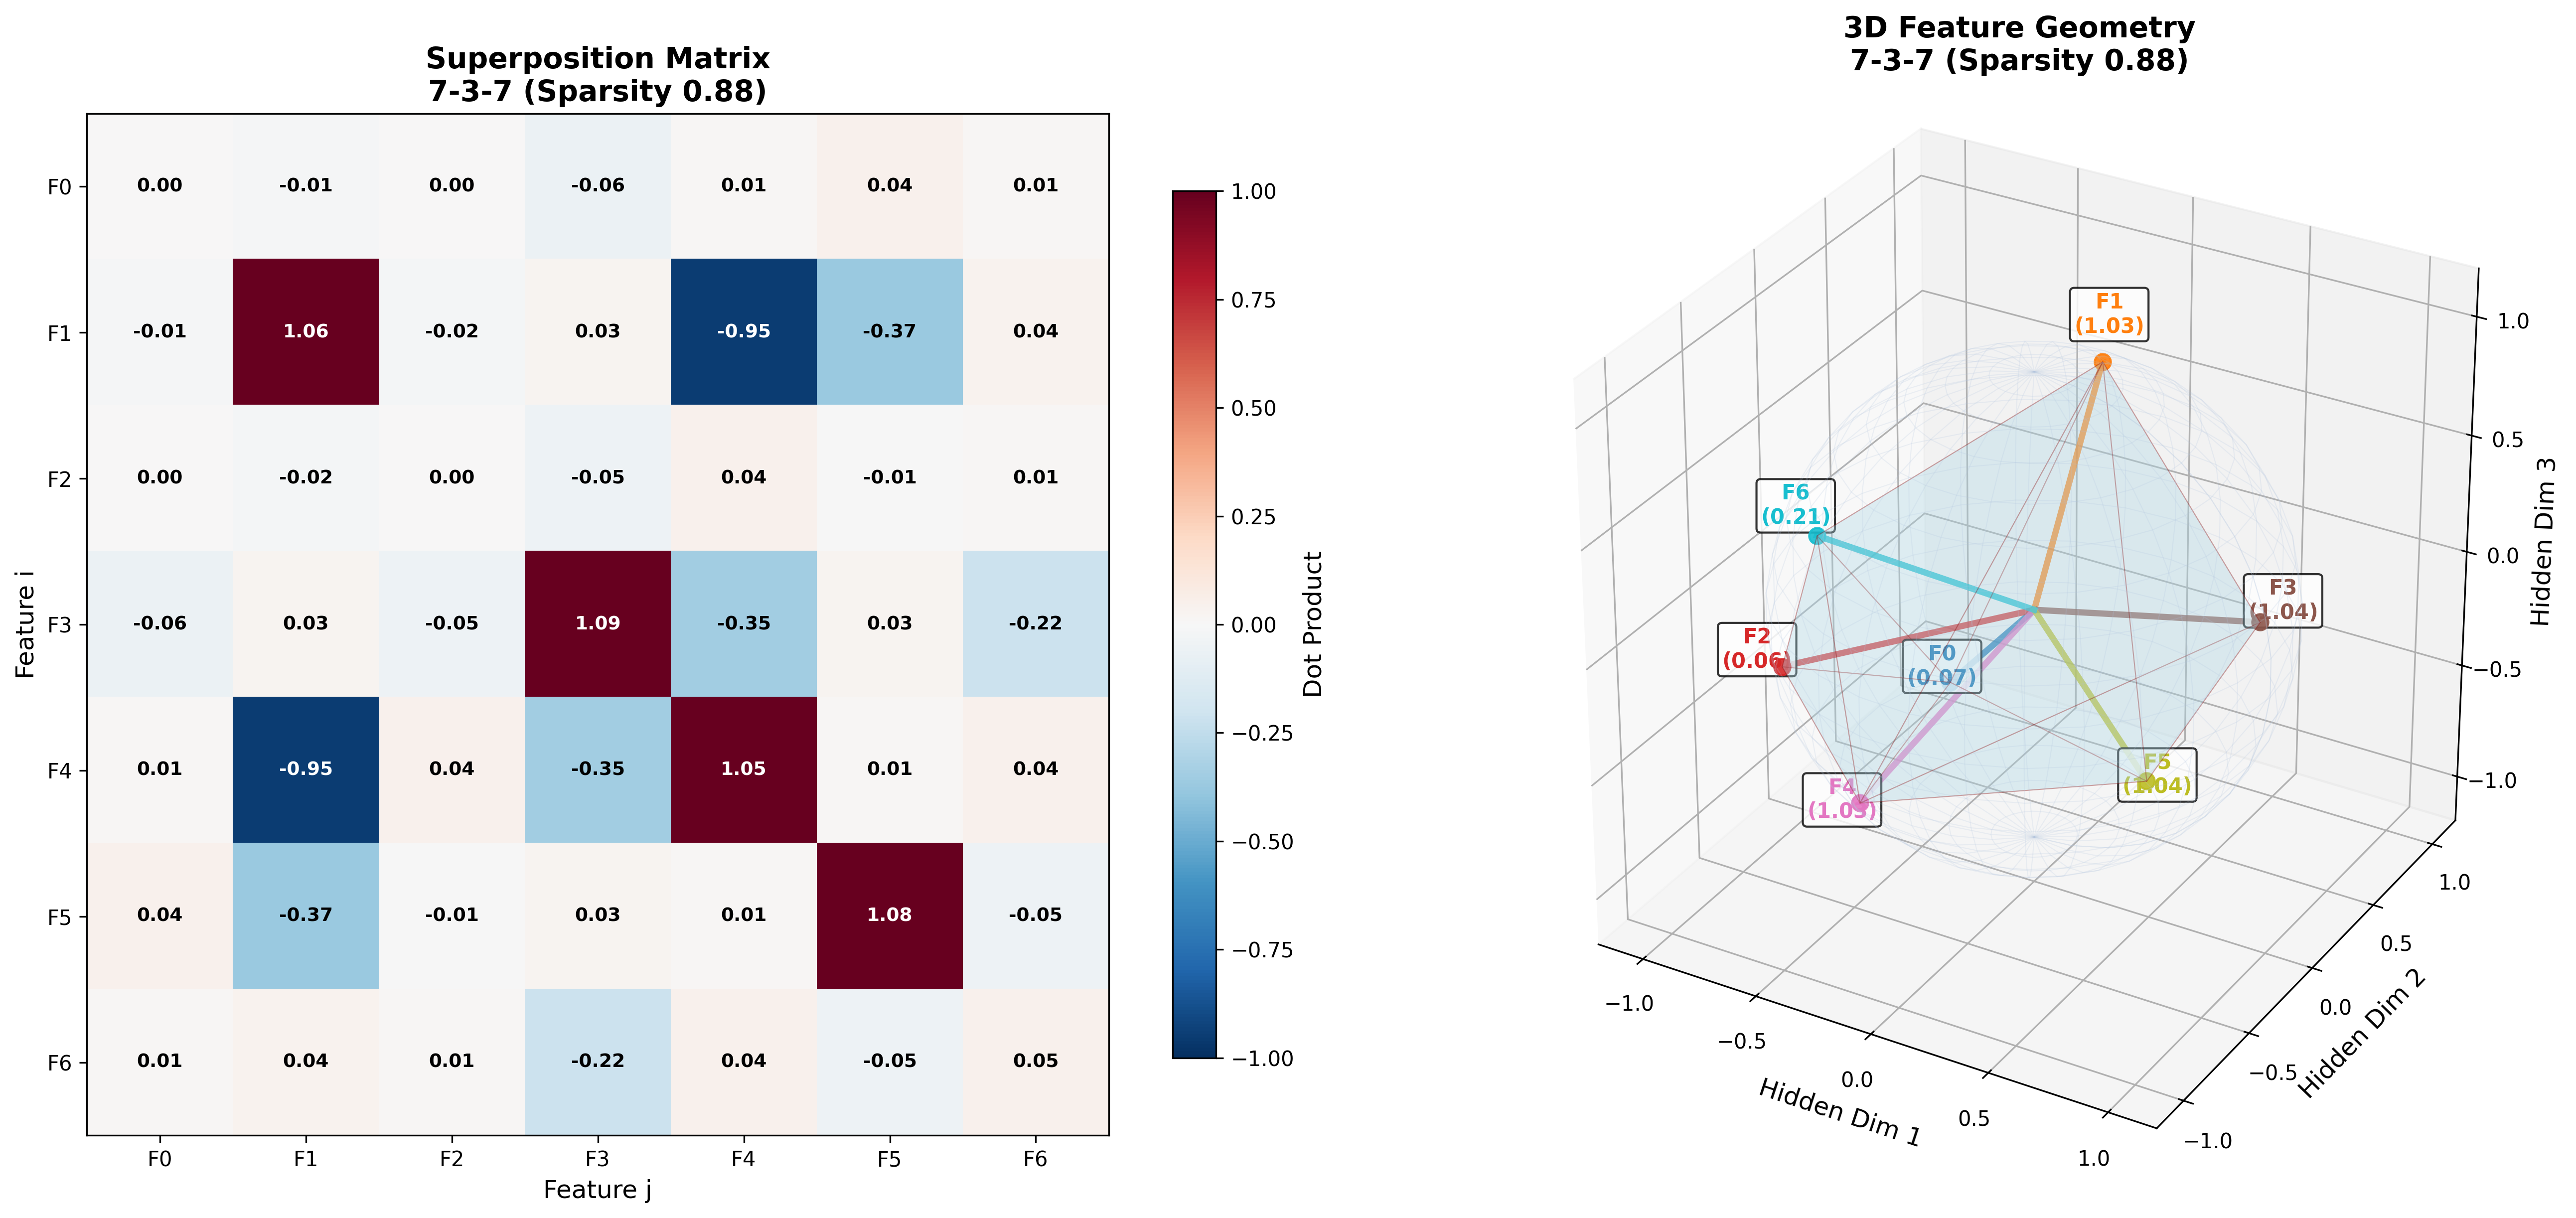 Superposition Matrix
7-3-7 (Sparsity 0.88)
F0 0.00 -0.01 0.00 -0.06 0.01 0.04 0.01
F1 -0.01 1.06 -0.02 0.03 -0.95 -0.37 0.04
F2 0.00 -0.02 0.00 -0.05 0.04 -0.01 0.01
F3 -0.06 0.03 -0.05 1.09 -0.35 0.03 -0.22
F4 0.01 -0.95 0.04 -0.35 1.05 0.01 0.04
F5 0.04 -0.37 -0.01 0.03 0.01 1.08 -0.05
F6 0.01 0.04 0.01 -0.22 0.04 -0.05 0.05
F0 F1 F2 F3 F4 F5 F6
Feature j
Feature i
1.00
0.75
0.50
0.25
0.00
−0.25
−0.50
−0.75
−1.00
Dot Product
3D Feature Geometry
7-3-7 (Sparsity 0.88)
F1
(1.03)
F6
(0.21)
F3
(1.04)
F2
(0.06)
F0
(0.07)
F5
(1.04)
F4
(1.03)
1.0
0.5
0.0
−0.5
−1.0
Hidden Dim 3
1.0
0.5
0.0
−0.5
−1.0
Hidden Dim 2
−1.0
−0.5
0.0
0.5
1.0
Hidden Dim 1